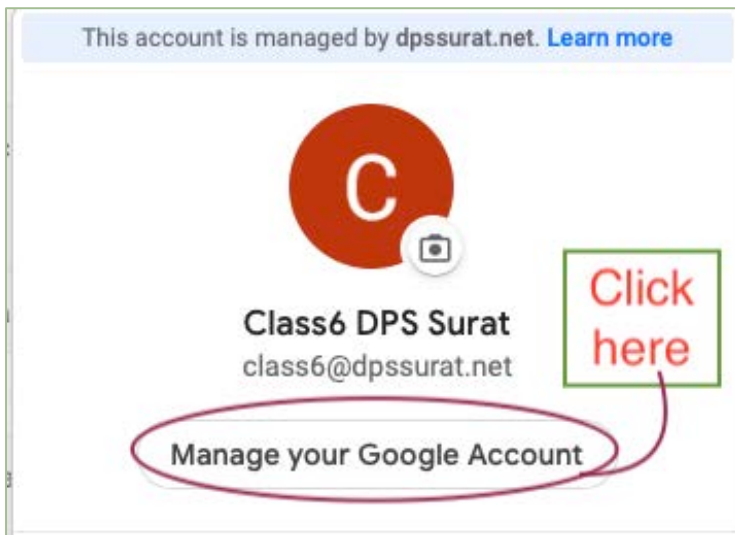 This account is managed by dpssurat.net. Learn more
C
Class6 DPS Surat
class6@dpssurat.net
Click
here
Manage your Google Account